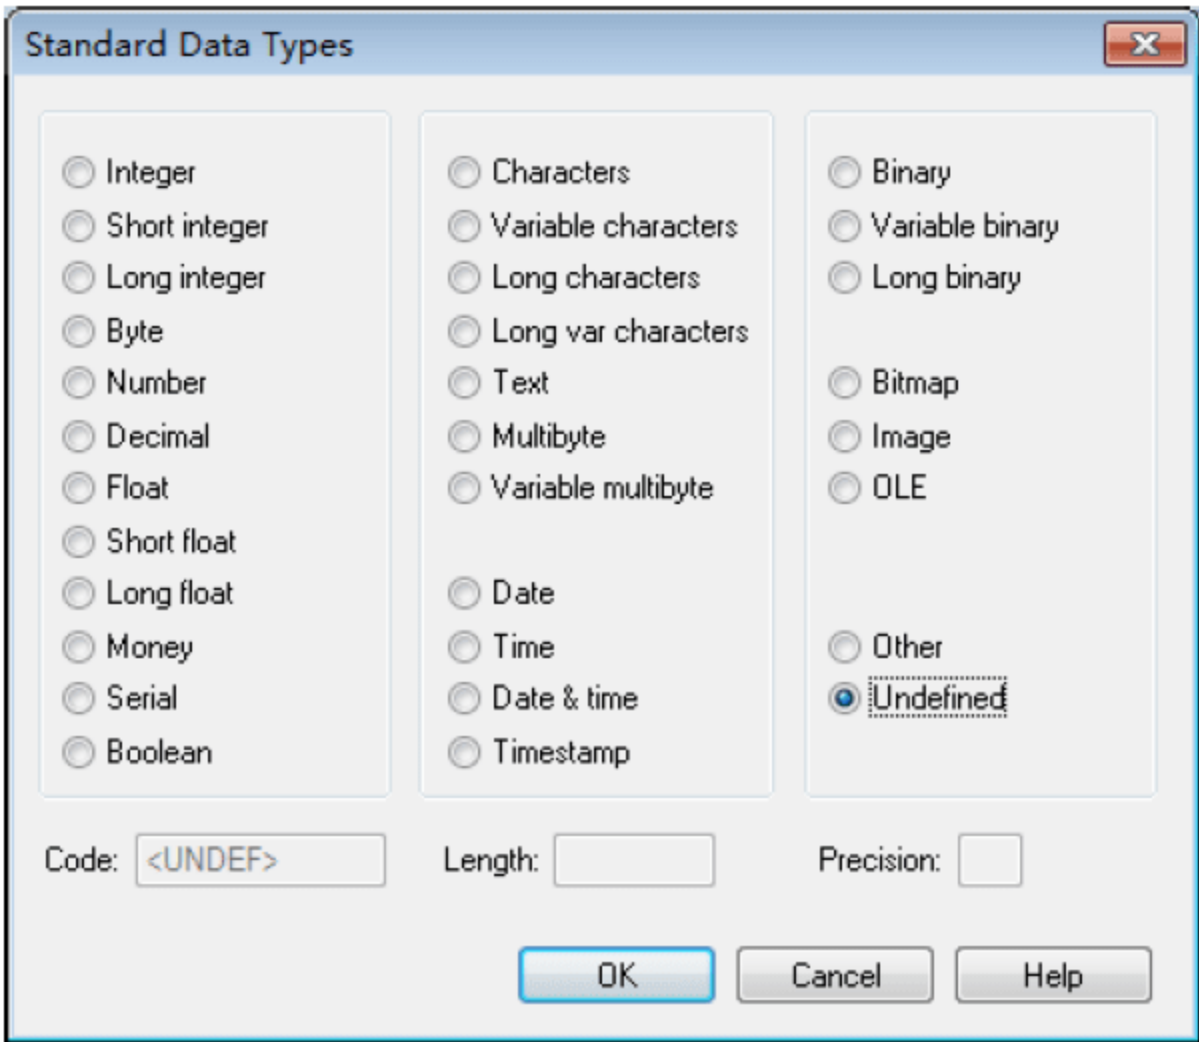 Standard Data Types
Integer
Short integer
Long integer
Byte
Number
Decimal
Float
Short float
Long float
Money
Serial
Boolean
Characters
Variable characters
Long characters
Long var characters
Text
Multibyte
Variable multibyte
Date
Time
Date & time
Timestamp
Binary
Variable binary
Long binary
Bitmap
Image
OLE
Other
Undefined
Code: <UNDEF> Length: Precision:
OK Cancel Help